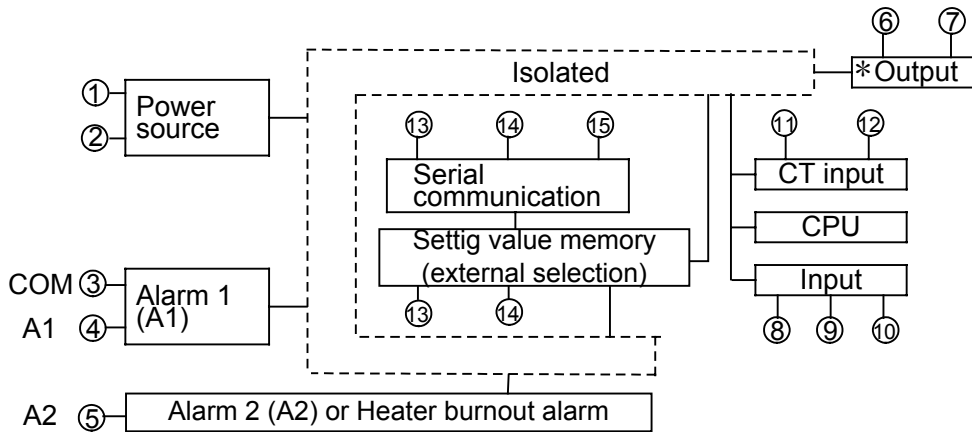 ⑥ ⑦
Isolated
*Output
①
Power
source
②
⑬ ⑭ ⑮
⑪ ⑫
Serial
communication
CT input
Settig value memory
(external selection)
CPU
COM ③
Alarm 1
(A1)
A1 ④
Input
⑬ ⑭
⑧ ⑨ ⑩
A2 ⑤
Alarm 2 (A2) or Heater burnout alarm